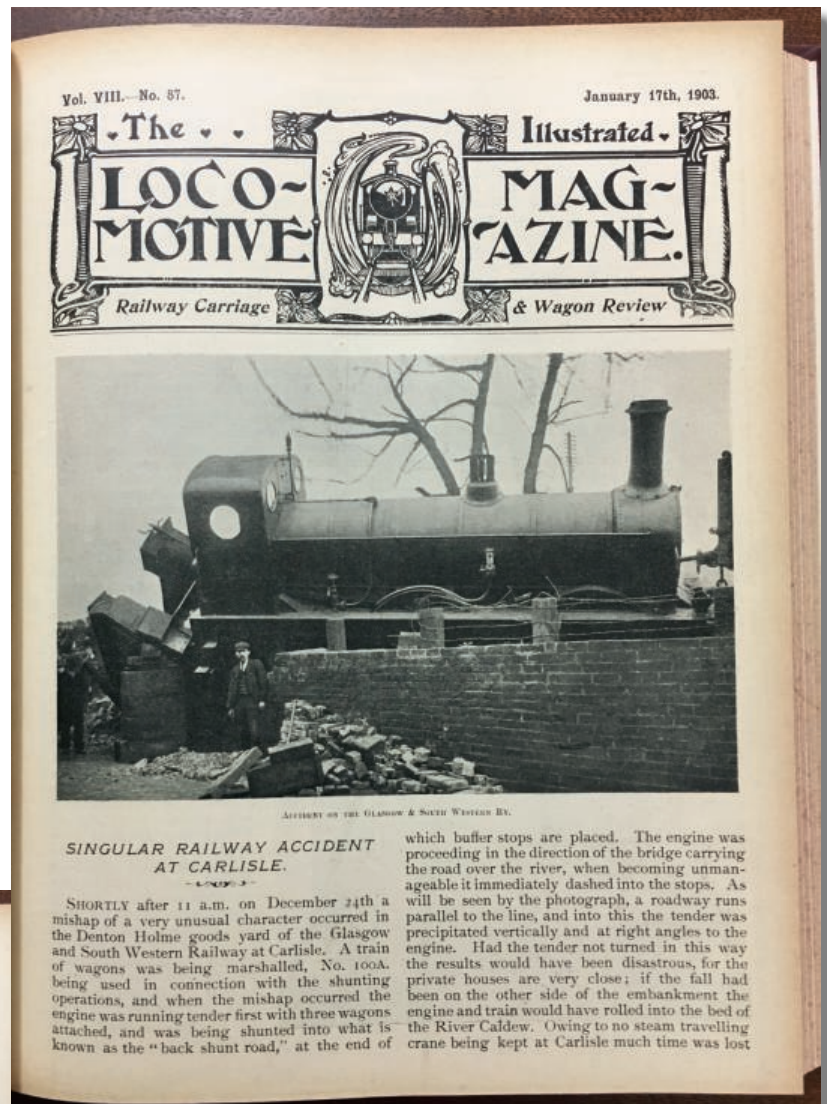 Vol. VIII.—No. 87.
January 17th, 1903.
The
Illustrated
LOCO-
MOTIVE
MAG-
AZINE.
Railway Carriage
& Wagon Review
ACCIDENT ON THE GLASGOW & SOUTH WESTERN RY.
SINGULAR RAILWAY ACCIDENT
AT CARLISLE.
SHORTLY after 11 a.m. on December 24th a
mishap of a very unusual character occurred in
the Denton Holme goods yard of the Glasgow
and South Western Railway at Carlisle. A train
of wagons was being marshalled, No. 100A.
being used in connection with the shunting
operations, and when the mishap occurred the
engine was running tender first with three wagons
attached, and was being shunted into what is
known as the "back shunt road," at the end of
which buffer stops are placed. The engine was
proceeding in the direction of the bridge carrying
the road over the river, when becoming unman-
ageable it immediately dashed into the stops. As
will be seen by the photograph, a roadway runs
parallel to the line, and into this the tender was
precipitated vertically and at right angles to the
engine. Had the tender not turned in this way
the results would have been disastrous, for the
private houses are very close; if the fall had
been on the other side of the embankment the
engine and train would have rolled into the bed of
the River Caldew. Owing to no steam travelling
crane being kept at Carlisle much time was lost